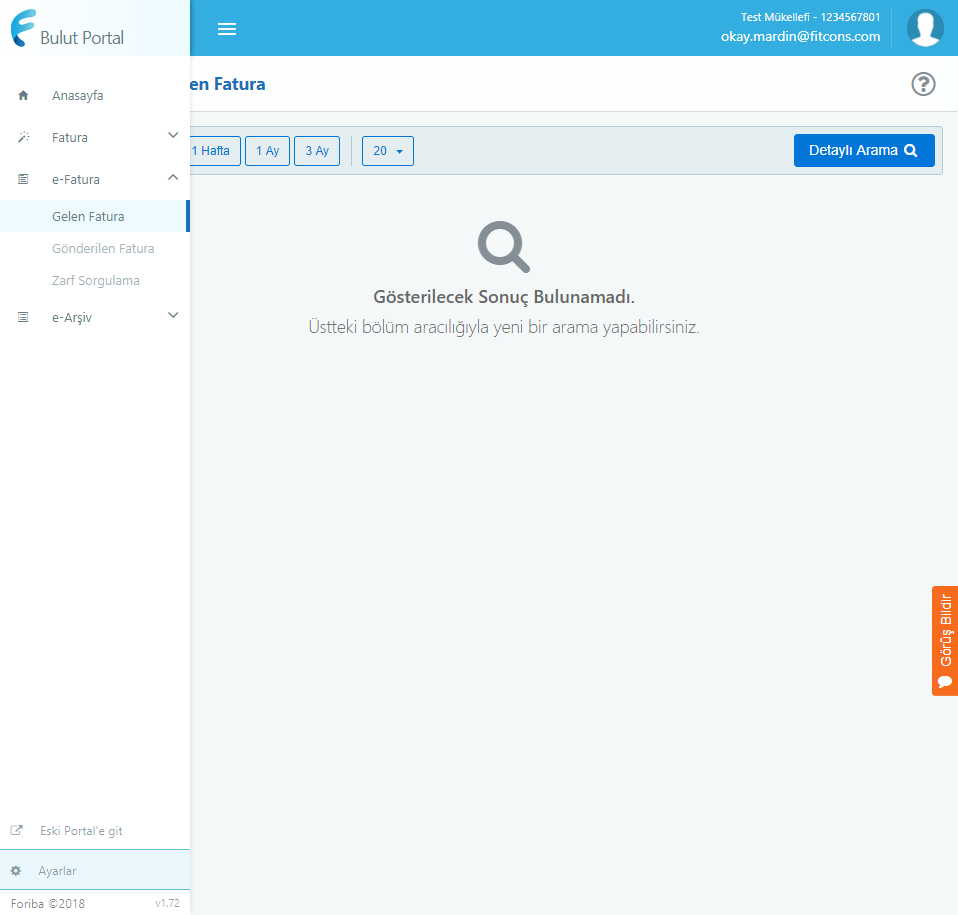 Bulut Portal
Test Mükellefi - 1234567801
okay.mardin@fitcons.com
Anasayfa
Fatura
e-Fatura
Gelen Fatura
Gönderilen Fatura
Zarf Sorgulama
e-Arşiv
Eski Portal'e git
Ayarlar
Foriba ©2018 v1.72
en Fatura
1 Hafta 1 Ay 3 Ay 20 Detaylı Arama
Gösterilecek Sonuç Bulunamadı.
Üstteki bölüm aracılığıyla yeni bir arama yapabilirsiniz.
Görüş Bildir